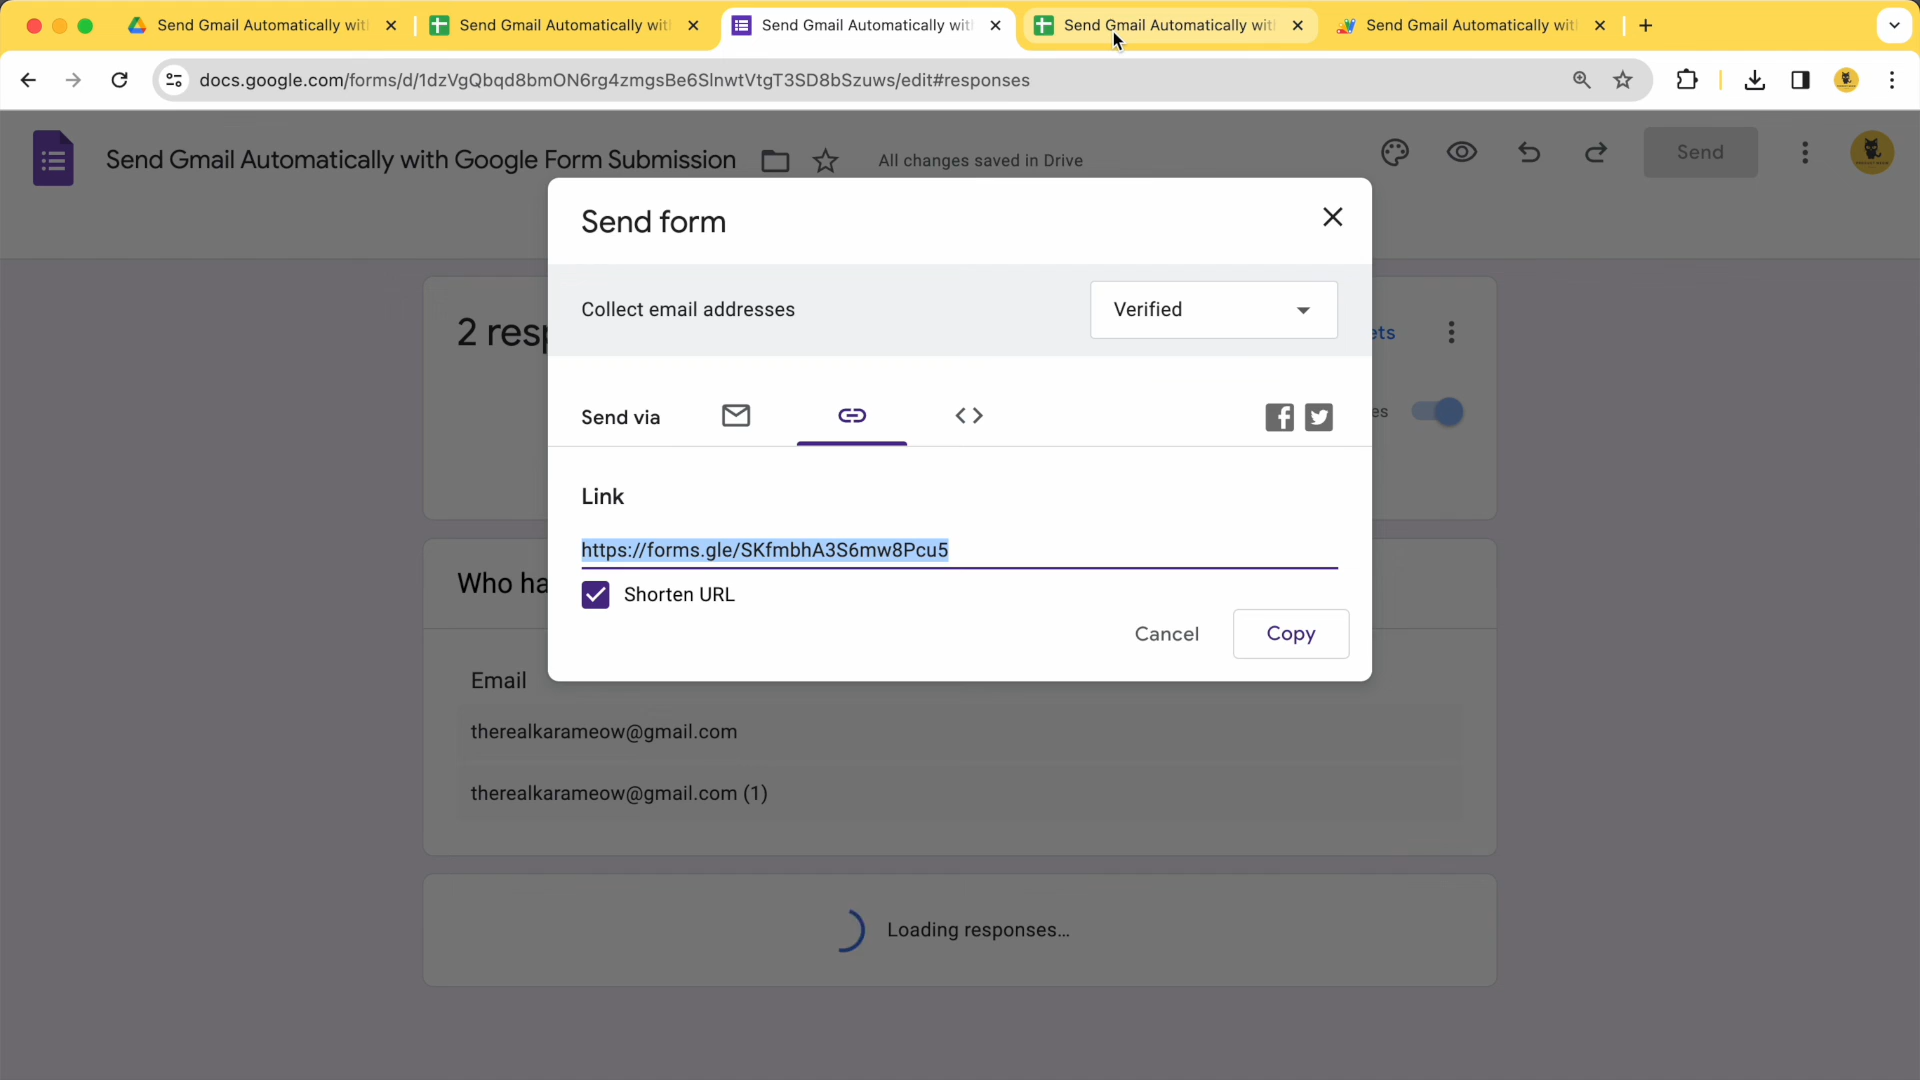 Send Gmail Automatically wit
Send Gmail Automatically wit
Send Gmail Automatically wit
Send Gmail Automatically wit
Send Gmail Automatically wit
docs.google.com/forms/d/1dzVgQbqd8bmON6rg4zmgsBe6SlnwtVtgT3SD8bSzuws/edit#responses
Send Gmail Automatically with Google Form Submission
All changes saved in Drive
Send
Send form
Collect email addresses
Verified
2 resp
ets
Send via
es
Link
https://forms.gle/SKfmbhA3S6mw8Pcu5
Shorten URL
Who ha
Cancel
Copy
Email
therealkarameow@gmail.com
therealkarameow@gmail.com (1)
Loading responses...